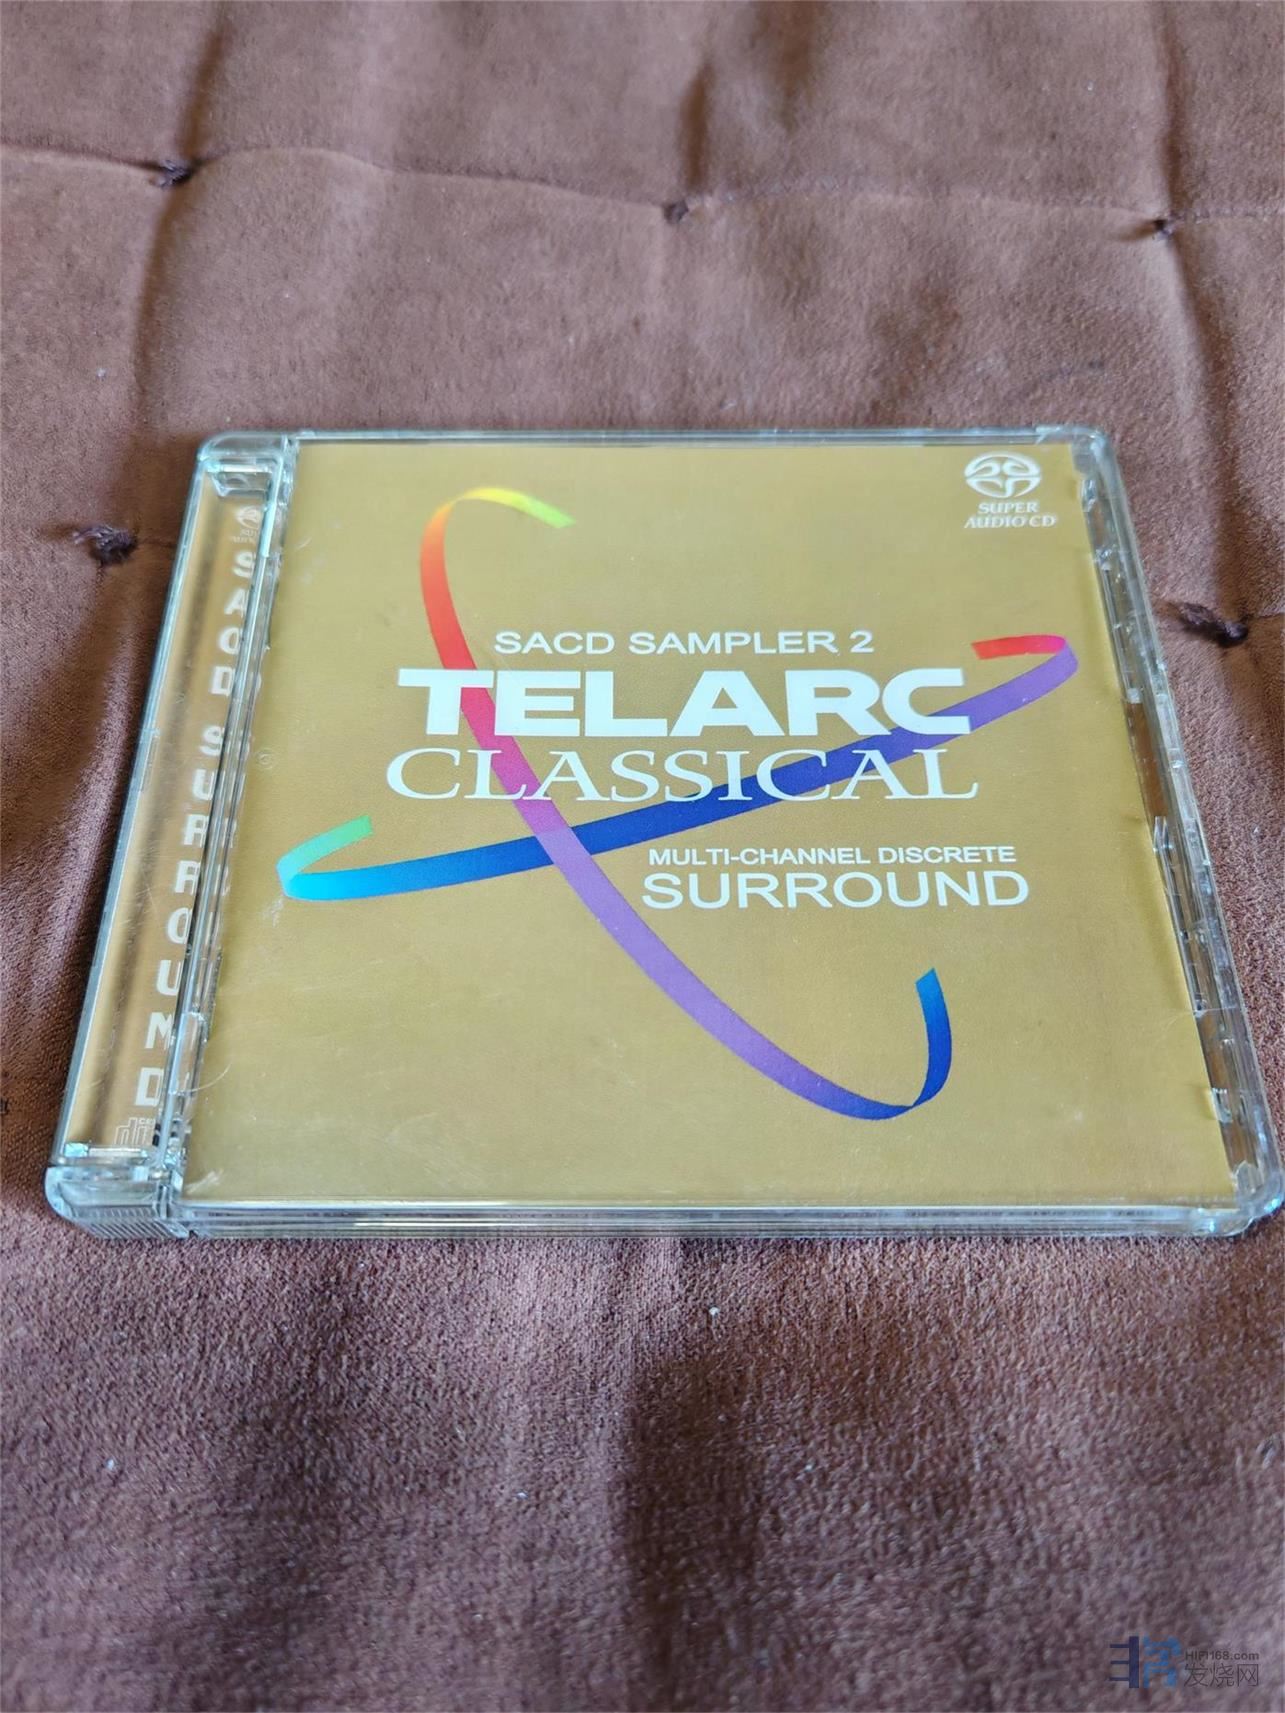 SUPER
AUDIO CD
SACD SAMPLER 2
TELARC
CLASSICAL
MULTI-CHANNEL DISCRETE
SURROUND
SACD SURROUND
HIFI168.com
发烧网